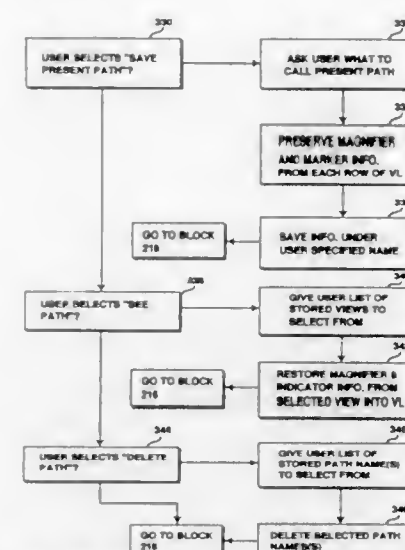 330
USER SELECTS "SAVE
PRESENT PATH"?
ASK USER WHAT TO
CALL PRESENT PATH
PRESERVE MAGNIFIER
AND MARKER INFO.
FROM EACH ROW OF VL
SAVE INFO. UNDER
USER SPECIFIED NAME
GO TO BLOCK
216
338
USER SELECTS "SEE
PATH"?
GIVE USER LIST OF
STORED VIEWS TO
SELECT FROM
RESTORE MAGNIFIER &
INDICATOR INFO. FROM
SELECTED VIEW INTO VL
GO TO BLOCK
216
344
USER SELECTS "DELETE
PATH"?
GIVE USER LIST OF
STORED PATH NAME(S)
TO SELECT FROM
DELETE SELECTED PATH
NAMES(S)
GO TO BLOCK
216